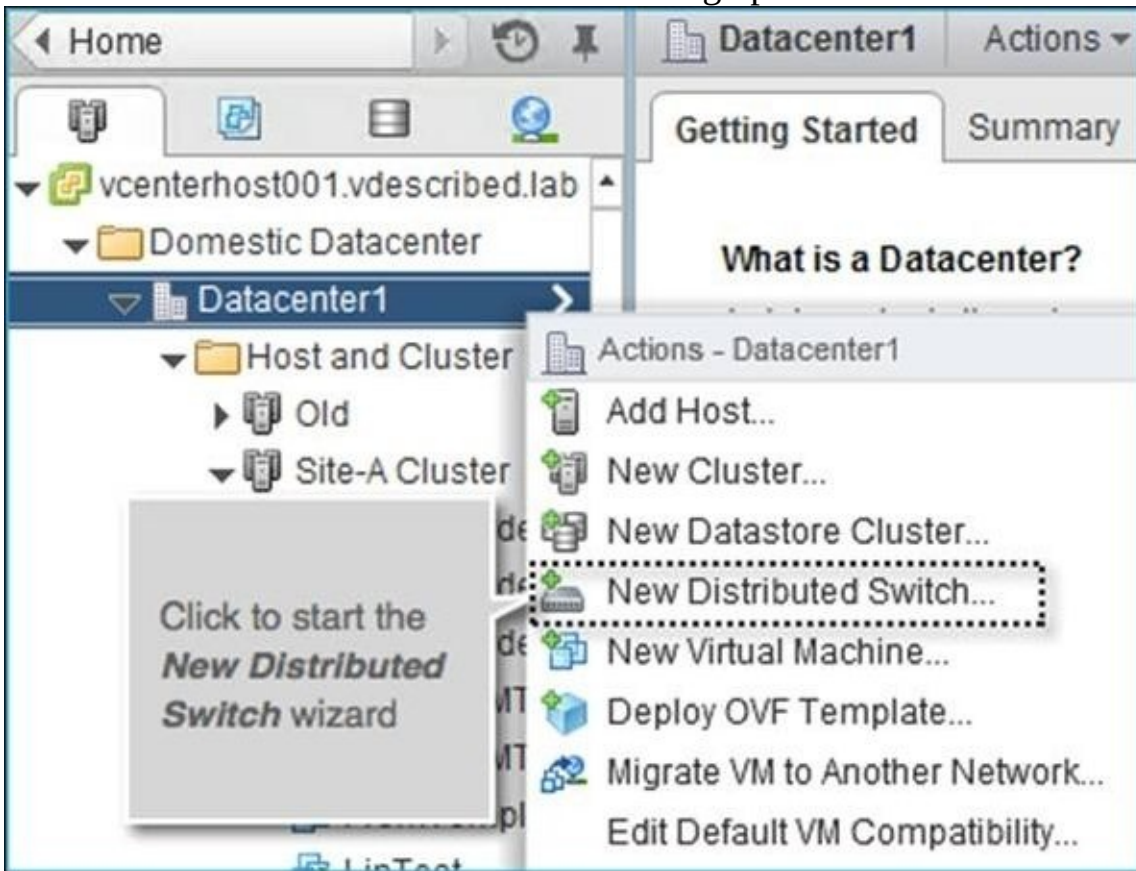 Home
Datacenter1 Actions
Getting Started Summary
vcenterhost001.vdescribed.lab
Domestic Datacenter
What is a Datacenter?
Datacenter1
Host and Cluster
Actions - Datacenter1
Old
Add Host...
Site-A Cluster
New Cluster...
New Datastore Cluster...
Click to start the
New Distributed
Switch wizard
New Distributed Switch...
New Virtual Machine...
Deploy OVF Template...
Migrate VM to Another Network...
Edit Default VM Compatibility...